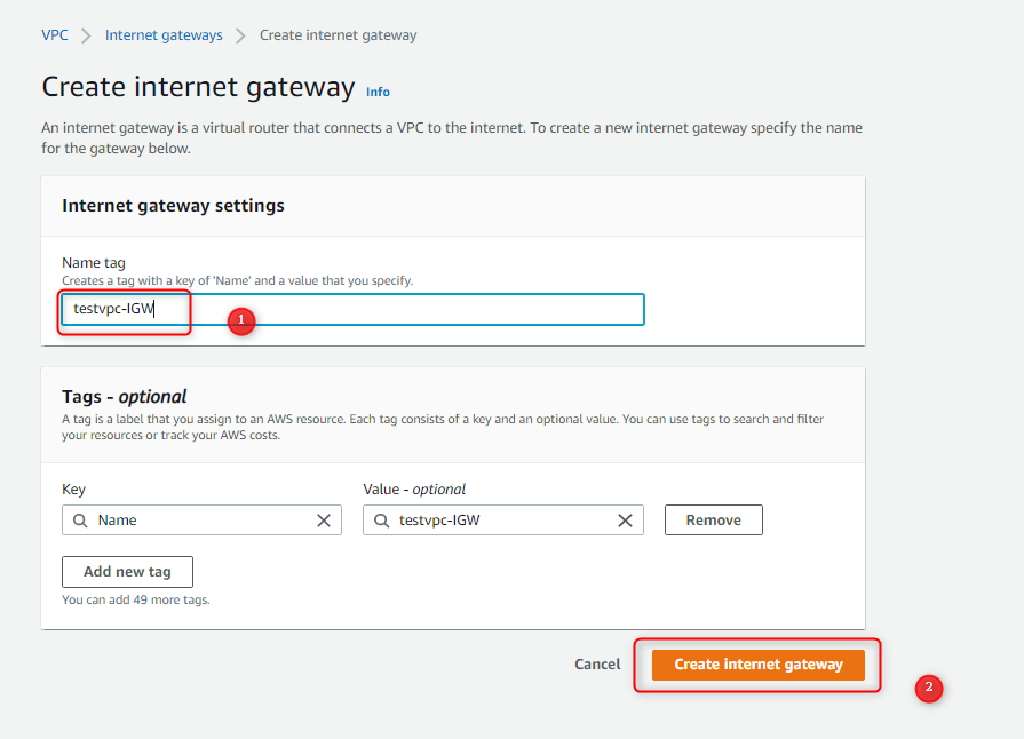 VPC > Internet gateways > Create internet gateway
Create internet gateway Info
An internet gateway is a virtual router that connects a VPC to the internet. To create a new internet gateway specify the name
for the gateway below.
Internet gateway settings
Name tag
Creates a tag with a key of 'Name' and a value that you specify.
testvpc-IGW
1
Tags - optional
A tag is a label that you assign to an AWS resource. Each tag consists of a key and an optional value. You can use tags to search and filter
your resources or track your AWS costs.
Key Value - optional
Name testvpc-IGW Remove
Add new tag
You can add 49 more tags.
Cancel Create internet gateway
2